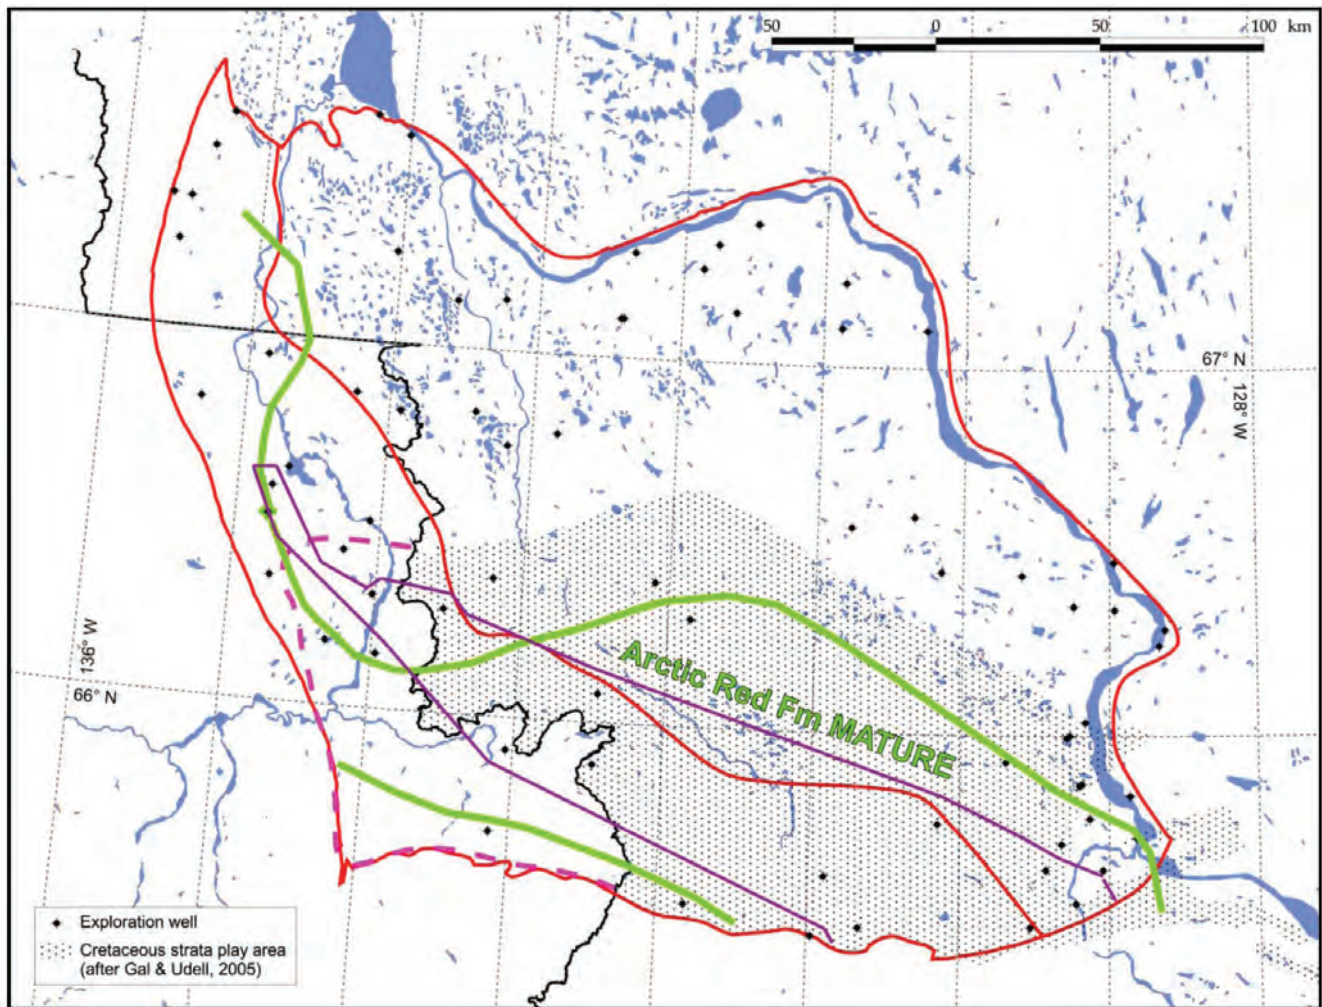 50 0 50 100 km
67° N
128° W
136° W
66° N
Arctic Red Fm MATURE
Exploration well
Cretaceous strata play area
(after Gal & Udell, 2005)